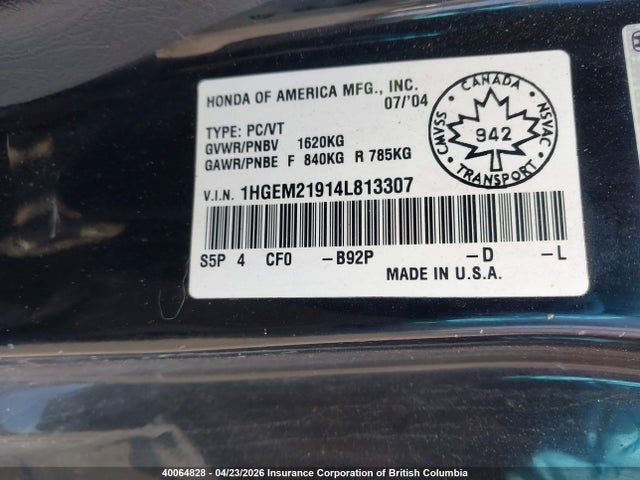 HONDA OF AMERICA MFG., INC.
07/'04
TYPE: PC/VT
GVWR/PNBV 1620KG
GAWR/PNBE F 840KG R 785KG
V.I.N. 1HGEM21914L813307
S5P 4 CF0 -B92P -D -L
MADE IN U.S.A.
CANADA
CMVSS
942
NSVAC
TRANSPORT
40064828 - 04/23/2026 Insurance Corporation of British Columbia